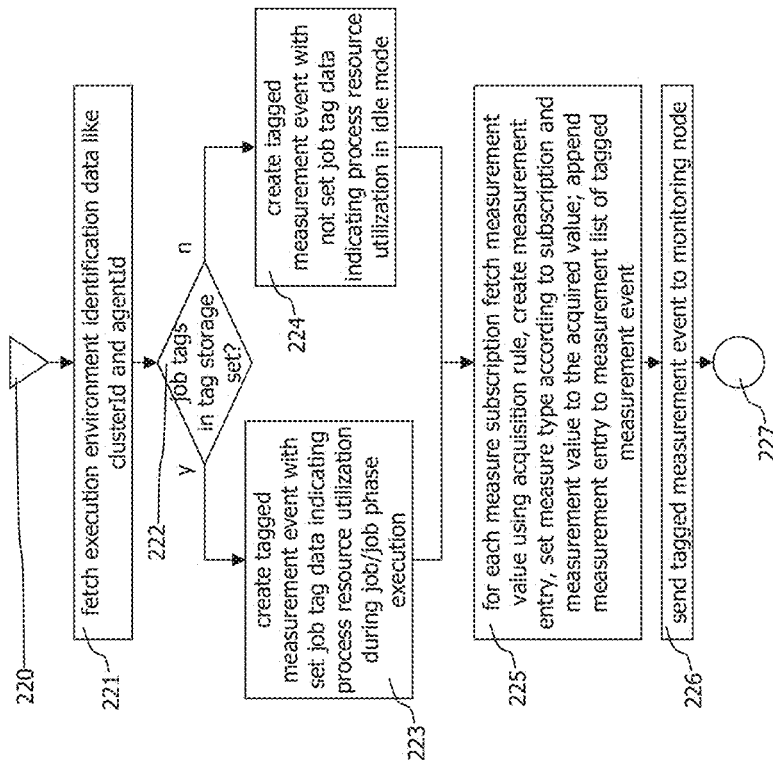 220
fetch execution environment identification data like
clusterId and agentId
221
job tags
in tag storage
set?
222
y
n
create tagged
measurement event with
set job tag data indicating
process resource utilization
during job/job phase
execution
223
create tagged
measurement event with
not set job tag data
indicating process resource
utilization in idle mode
224
for each measure subscription fetch measurement
value using acquisition rule, create measurement
entry, set measure type according to subscription and
measurement value to the acquired value; append
measurement entry to measurement list of tagged
measurement event
225
send tagged measurement event to monitoring node
226
227